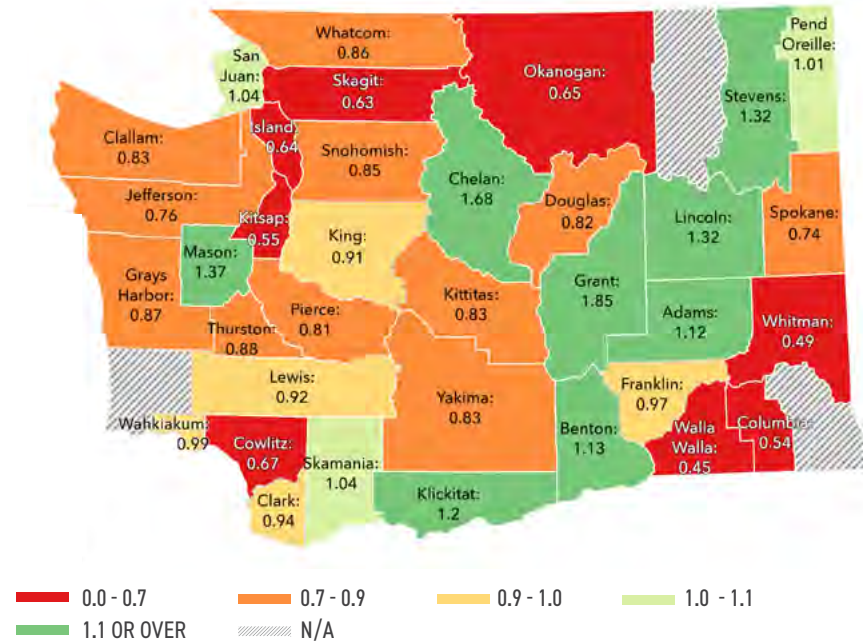 Whatcom:
0.86
San
Juan:
1.04
Skagit:
0.63
Okanogan:
0.65
Pend
Oreille:
1.01
Stevens:
1.32
Island:
0.64
Clallam:
0.83
Snohomish:
0.85
Chelan:
1.68
Douglas:
0.82
Jefferson:
0.76
Kitsap:
0.55
King:
0.91
Lincoln:
1.32
Spokane:
0.74
Mason:
1.37
Grays
Harbor:
0.87
Thurston:
0.88
Pierce:
0.81
Kittitas:
0.83
Grant:
1.85
Adams:
1.12
Whitman:
0.49
Lewis:
0.92
Yakima:
0.83
Franklin:
0.97
Wahkiakum:
0.99
Cowlitz:
0.67
Skamania:
1.04
Benton:
1.13
Walla
Walla:
0.45
Columbia:
0.54
Clark:
0.94
Klickitat:
1.2
0.0 - 0.7
0.7 - 0.9
0.9 - 1.0
1.0 - 1.1
1.1 OR OVER
N/A